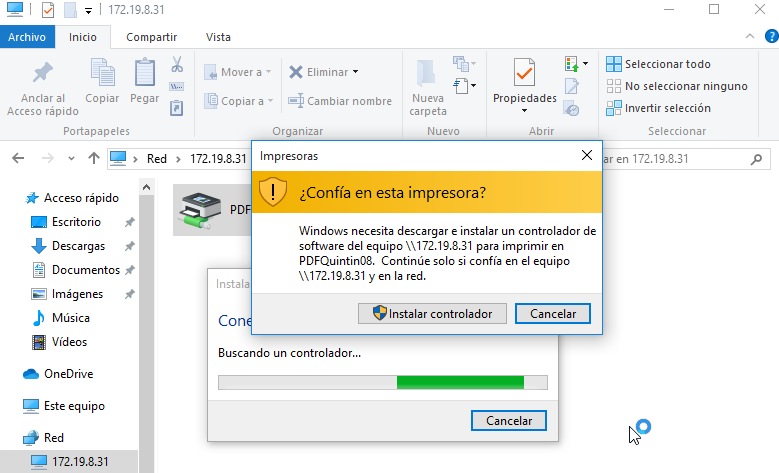 172.19.8.31
Archivo
Inicio
Compartir
Vista
Anclar al
Acceso rápido
Copiar
Pegar
Mover a
Copiar a
Eliminar
Cambiar nombre
Nueva
carpeta
Propiedades
Seleccionar todo
No seleccionar ninguno
Invertir selección
Portapapeles
Organizar
Nuevo
Abrir
Seleccionar
Red
172.19.8.31
ar en 172.19.8.31
Acceso rápido
Escritorio
Descargas
Documentos
Imágenes
Música
Vídeos
OneDrive
Este equipo
Red
172.19.8.31
PDF
Impresoras
¿Confía en esta impresora?
Windows necesita descargar e instalar un controlador de
software del equipo \\172.19.8.31 para imprimir en
PDFQuintin08. Continúe solo si confía en el equipo
\\172.19.8.31 y en la red.
Instalar controlador
Cancelar
Instala
Cone
Buscando un controlador...
Cancelar